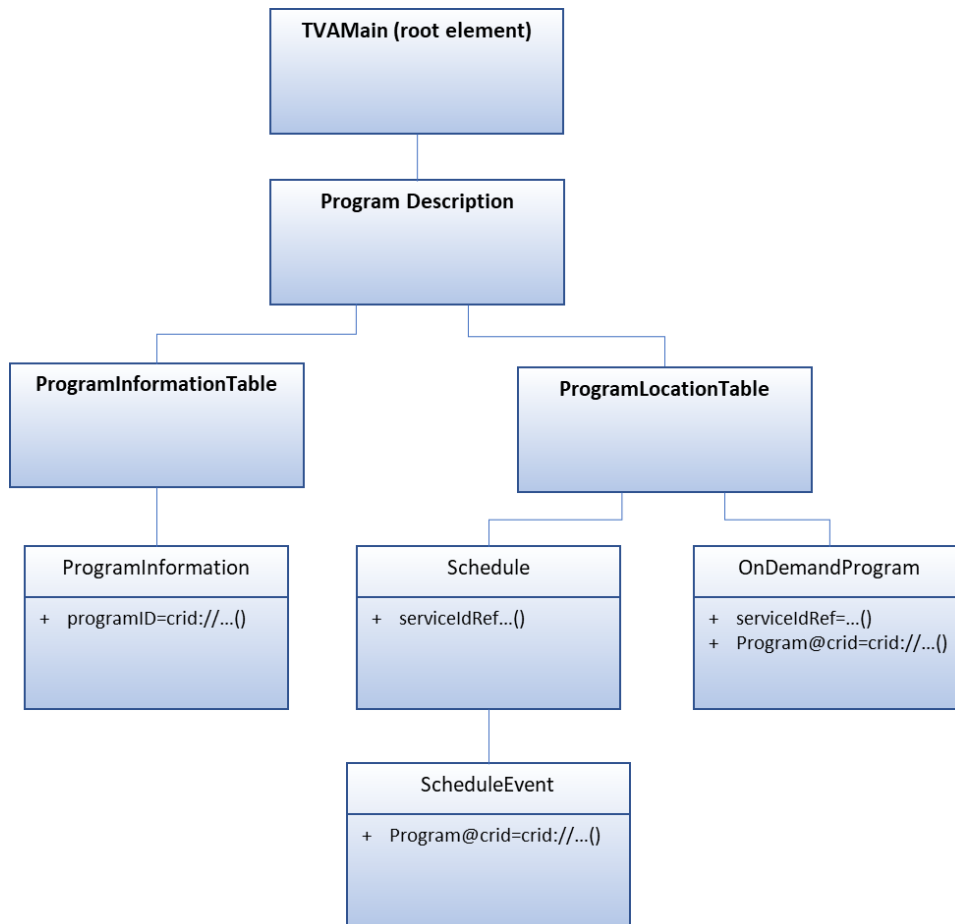 TVAMain (root element)
Program Description
ProgramInformationTable
ProgramLocationTable
ProgramInformation
+ programID=crid://...()
Schedule
+ serviceIdRef...()
OnDemandProgram
+ serviceIdRef=...()
+ Program@crid=crid://...()
ScheduleEvent
+ Program@crid=crid://...()